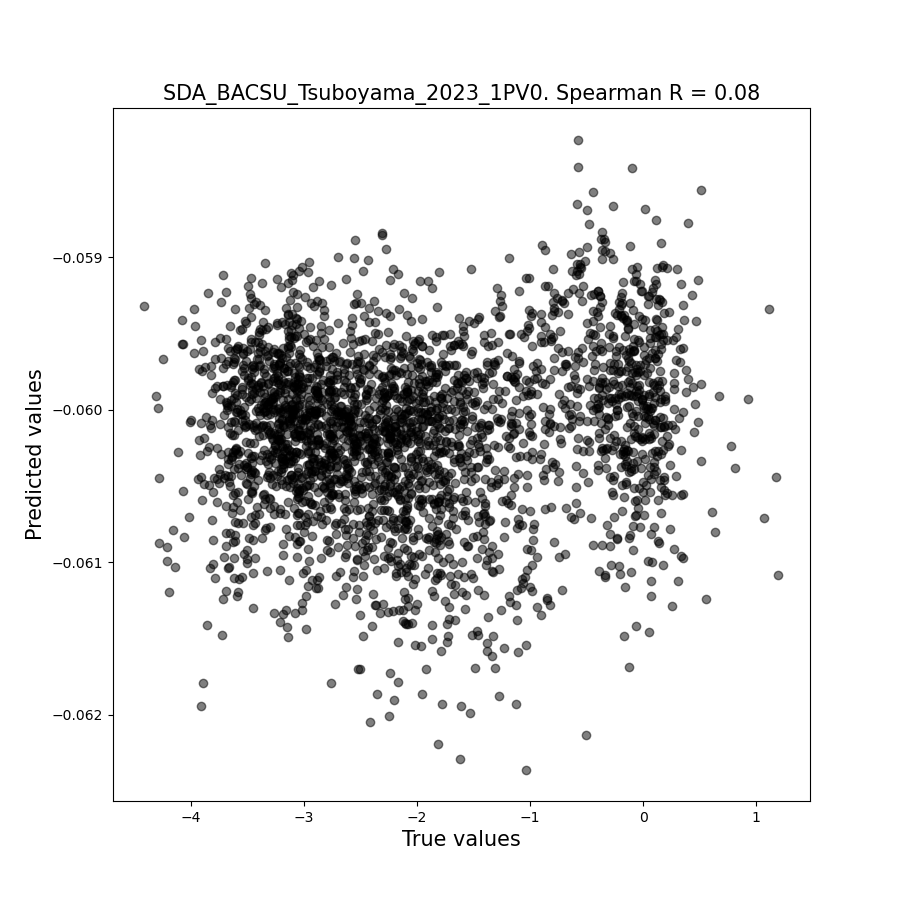 SDA_BACSU_Tsuboyama_2023_1PV0. Spearman R = 0.08
Predicted values
−0.059
−0.060
−0.061
−0.062
−4 −3 −2 −1 0 1
True values